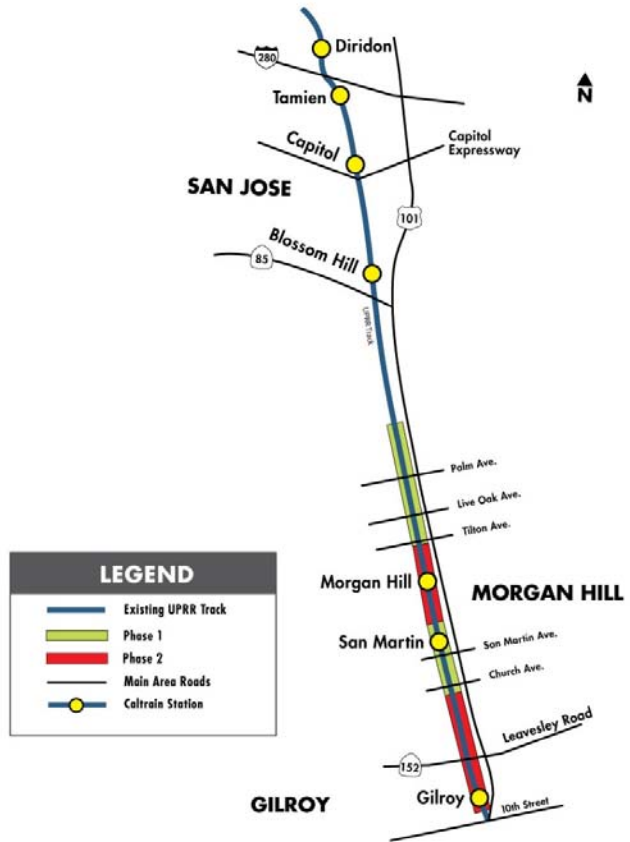 Diridon
280
N
Tamien
Capitol
Expressway
Capitol
SAN JOSE
101
Blossom Hill
85
UPRR Track
Palm Ave.
Live Oak Ave.
Tilton Ave.
LEGEND
Existing UPRR Track
Phase 1
Phase 2
Main Area Roads
Caltrain Station
Morgan Hill
MORGAN HILL
San Martin
San Martin Ave.
Church Ave.
Leavesley Road
152
GILROY
Gilroy
10th Street